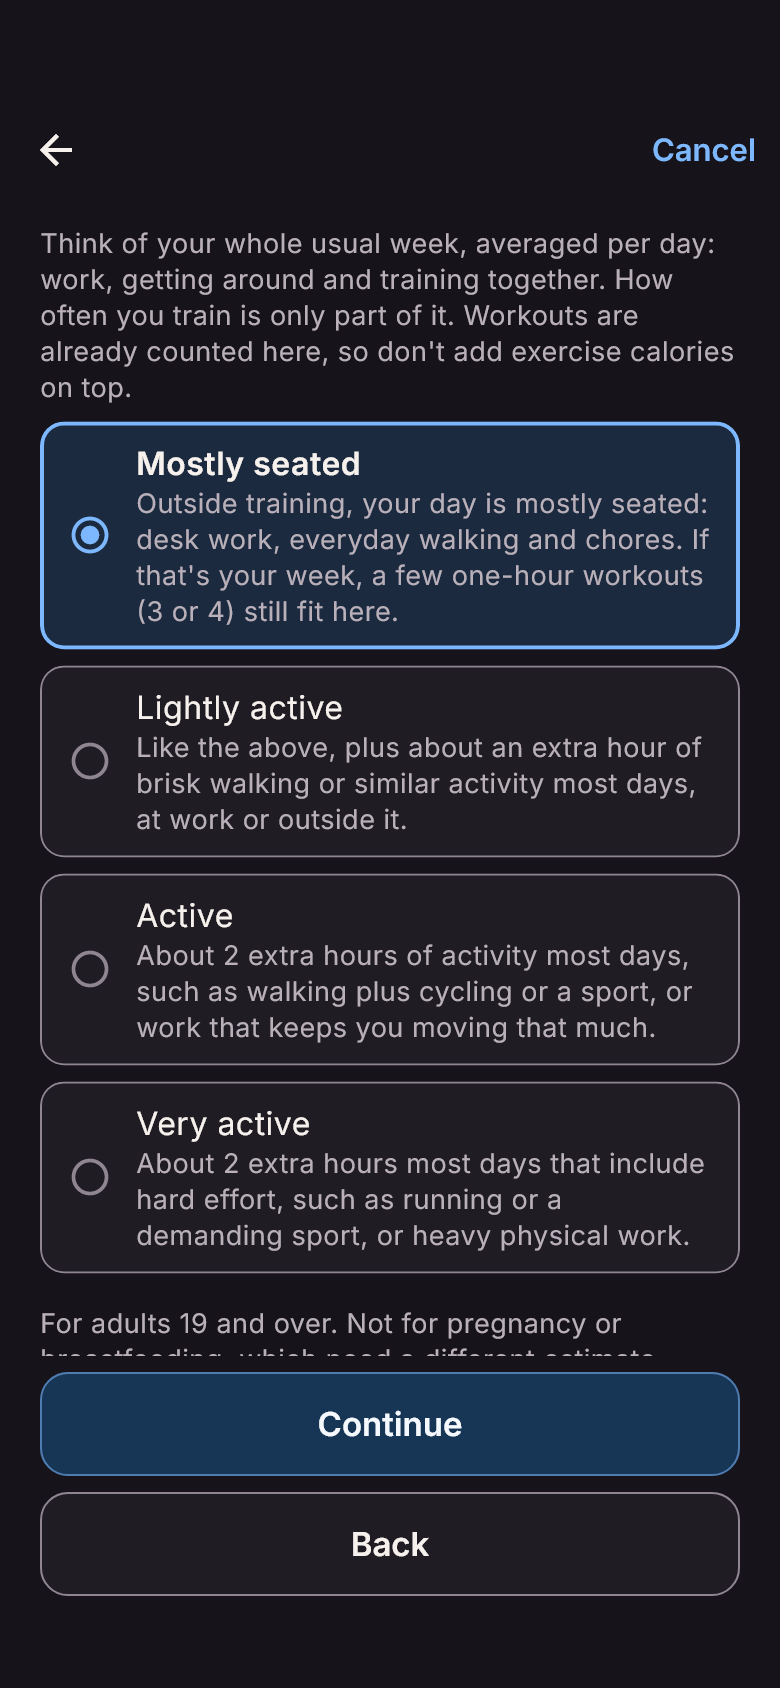 Cancel
Think of your whole usual week, averaged per day:
work, getting around and training together. How
often you train is only part of it. Workouts are
already counted here, so don't add exercise calories
on top.
Mostly seated
Outside training, your day is mostly seated:
desk work, everyday walking and chores. If
that's your week, a few one-hour workouts
(3 or 4) still fit here.
Lightly active
Like the above, plus about an extra hour of
brisk walking or similar activity most days,
at work or outside it.
Active
About 2 extra hours of activity most days,
such as walking plus cycling or a sport, or
work that keeps you moving that much.
Very active
About 2 extra hours most days that include
hard effort, such as running or a
demanding sport, or heavy physical work.
For adults 19 and over. Not for pregnancy or
breastfeeding, which need a different estimate
Continue
Back